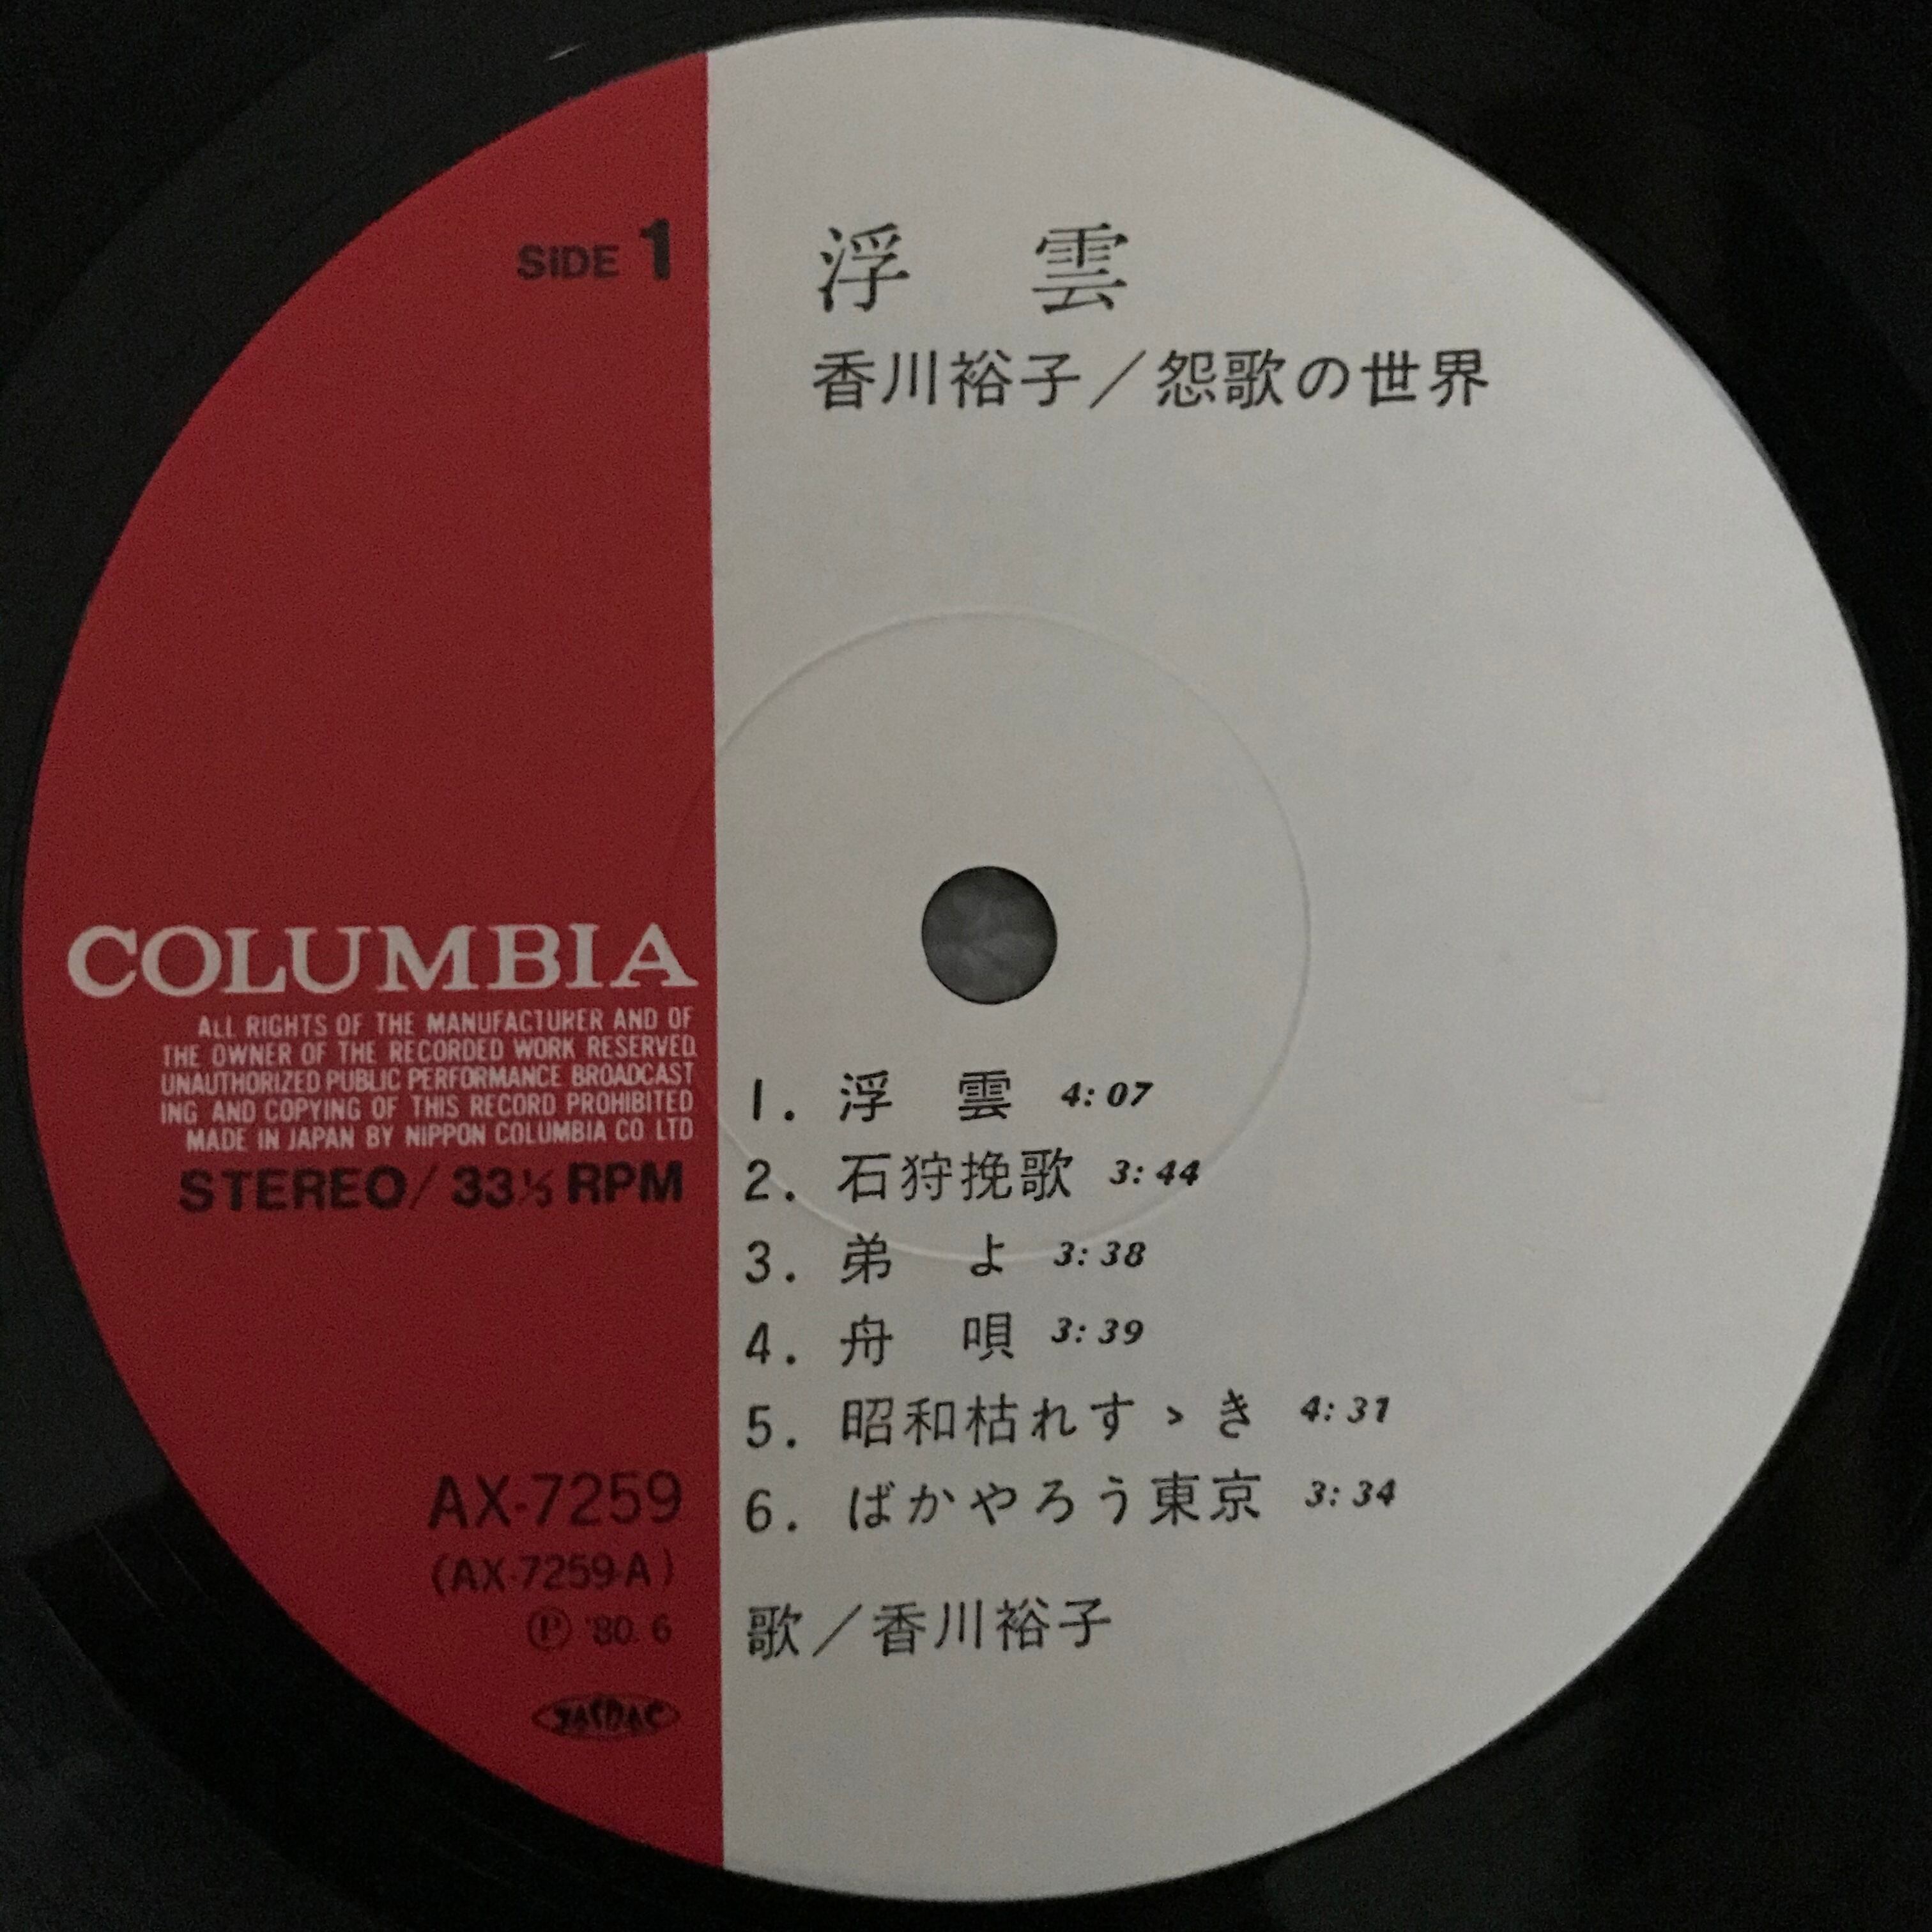 SIDE 1
浮 雲
香川裕子／怨歌の世界
COLUMBIA
ALL RIGHTS OF THE MANUFACTURER AND OF
THE OWNER OF THE RECORDED WORK RESERVED
UNAUTHORIZED PUBLIC PERFORMANCE BROADCAST
ING AND COPYING OF THIS RECORD PROHIBITED
MADE IN JAPAN BY NIPPON COLUMBIA CO LTD
STEREO/33⅓ RPM
1. 浮 雲 4:07
2. 石狩挽歌 3:44
3. 弟 よ 3:38
4. 舟 唄 3:39
5. 昭和枯れすゝき 4:31
6. ばかやろう東京 3:34
歌／香川裕子
AX-7259
(AX-7259-A)
Ⓟ '80.6
JASRAC